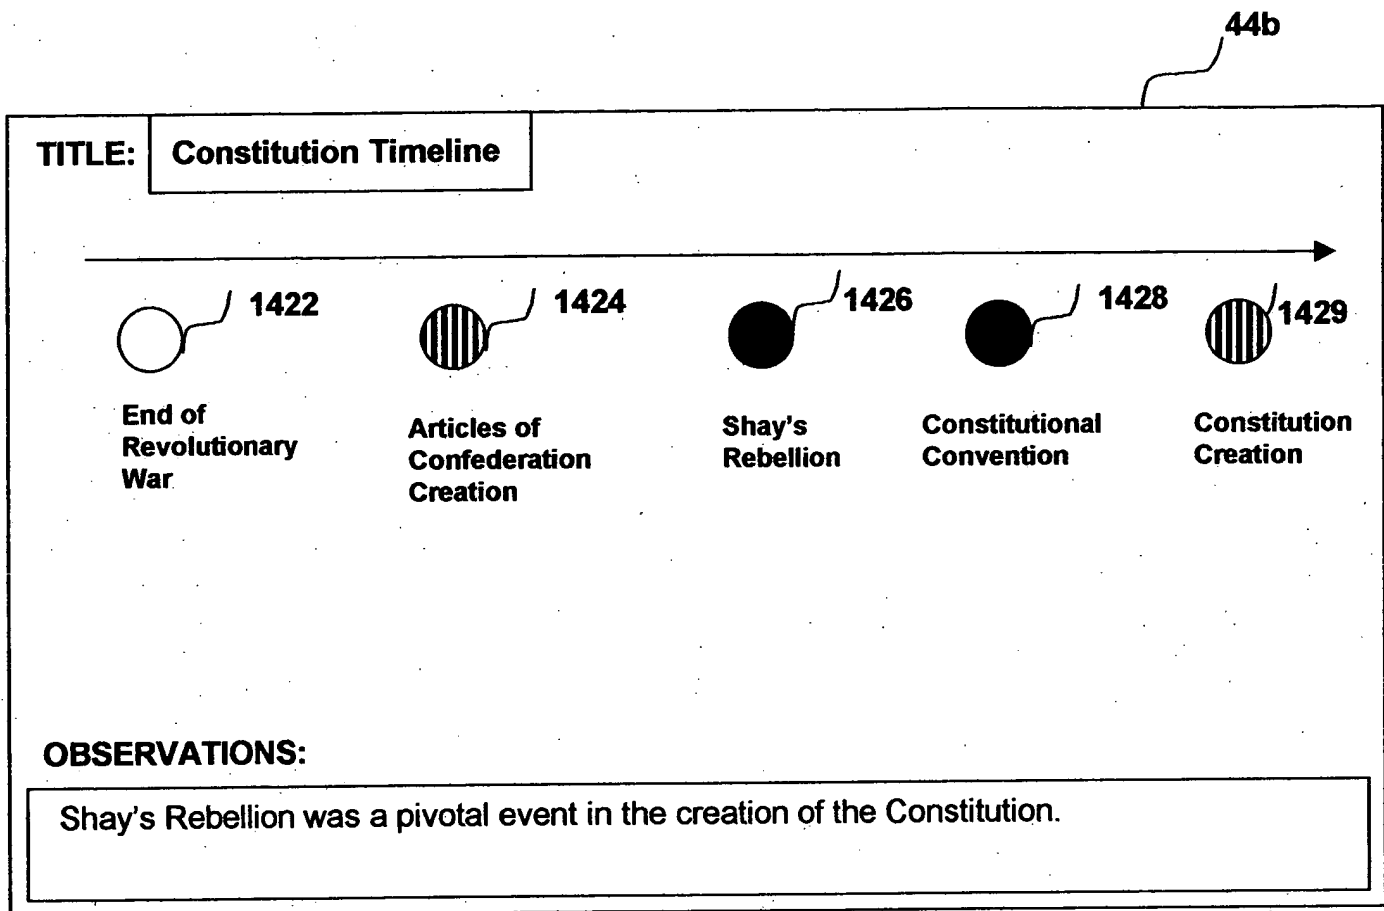 44b
TITLE: Constitution Timeline
1422 1424 1426 1428 1429
End of
Revolutionary
War
Articles of
Confederation
Creation
Shay's
Rebellion
Constitutional
Convention
Constitution
Creation
OBSERVATIONS:
Shay's Rebellion was a pivotal event in the creation of the Constitution.